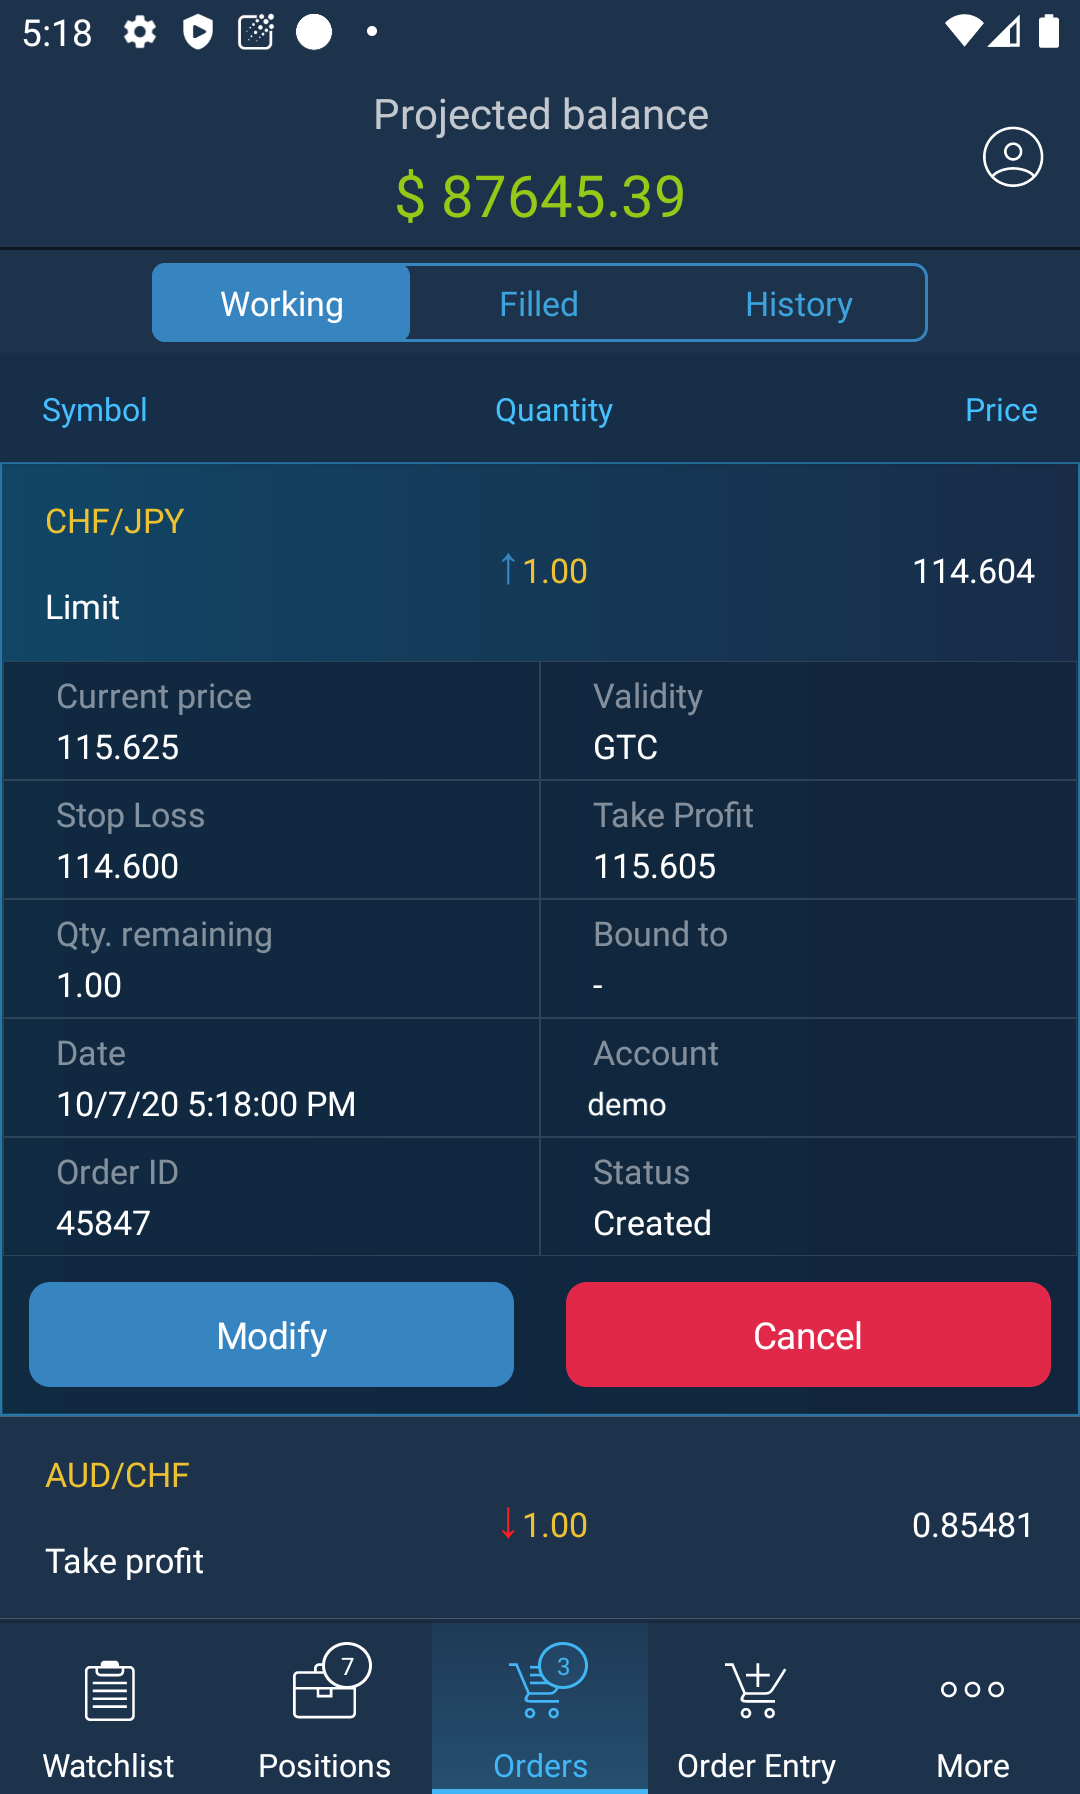 5:18
Projected balance
$ 87645.39
Working Filled History
Symbol Quantity Price
CHF/JPY
↑1.00 114.604
Limit
Current price Validity
115.625 GTC
Stop Loss Take Profit
114.600 115.605
Qty. remaining Bound to
1.00 -
Date Account
10/7/20 5:18:00 PM demo
Order ID Status
45847 Created
Modify Cancel
AUD/CHF
↓1.00 0.85481
Take profit
7 3
Watchlist Positions Orders Order Entry More